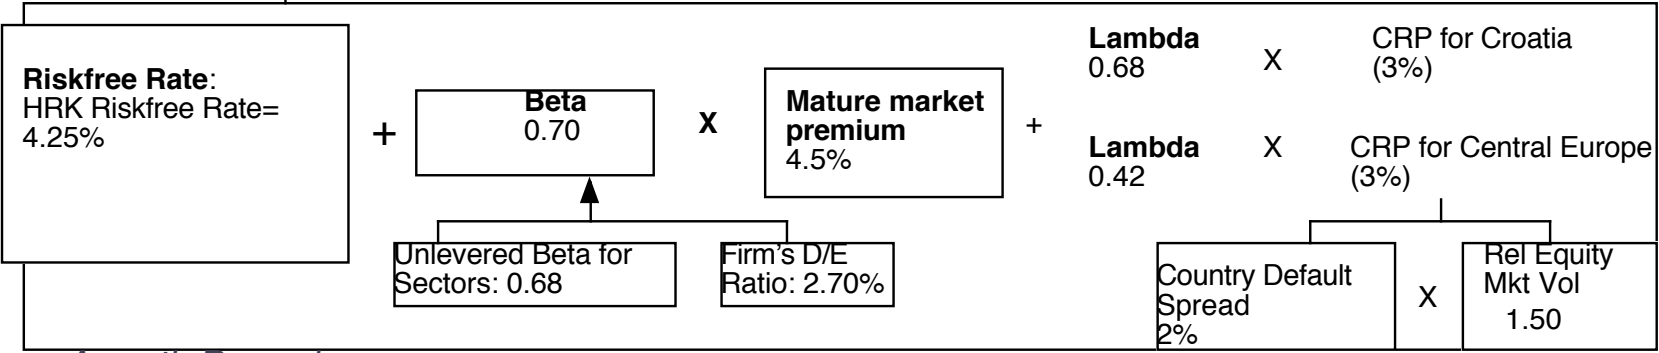 Riskfree Rate:
HRK Riskfree Rate=
4.25%
+
Beta
0.70
X
Mature market
premium
4.5%
+
Lambda
0.68
X
CRP for Croatia
(3%)
Lambda
0.42
X
CRP for Central Europe
(3%)
Unlevered Beta for
Sectors: 0.68
Firm's D/E
Ratio: 2.70%
Country Default
Spread
2%
X
Rel Equity
Mkt Vol
1.50